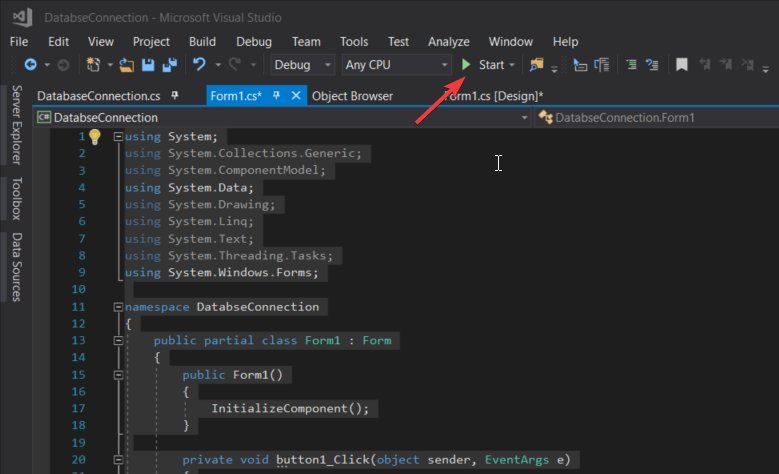 DatabseConnection - Microsoft Visual Studio
File Edit View Project Build Debug Team Tools Test Analyze Window Help
Debug Any CPU Start
DatabaseConnection.cs Form1.cs* Object Browser Form1.cs [Design]*
C# DatabseConnection DatabseConnection.Form1
Server Explorer
Toolbox
Data Sources
1 using System;
2 using System.Collections.Generic;
3 using System.ComponentModel;
4 using System.Data;
5 using System.Drawing;
6 using System.Linq;
7 using System.Text;
8 using System.Threading.Tasks;
9 using System.Windows.Forms;
10
11 namespace DatabseConnection
12 {
13 public partial class Form1 : Form
14 {
15 public Form1()
16 {
17 InitializeComponent();
18 }
19
20 private void button1_Click(object sender, EventArgs e)